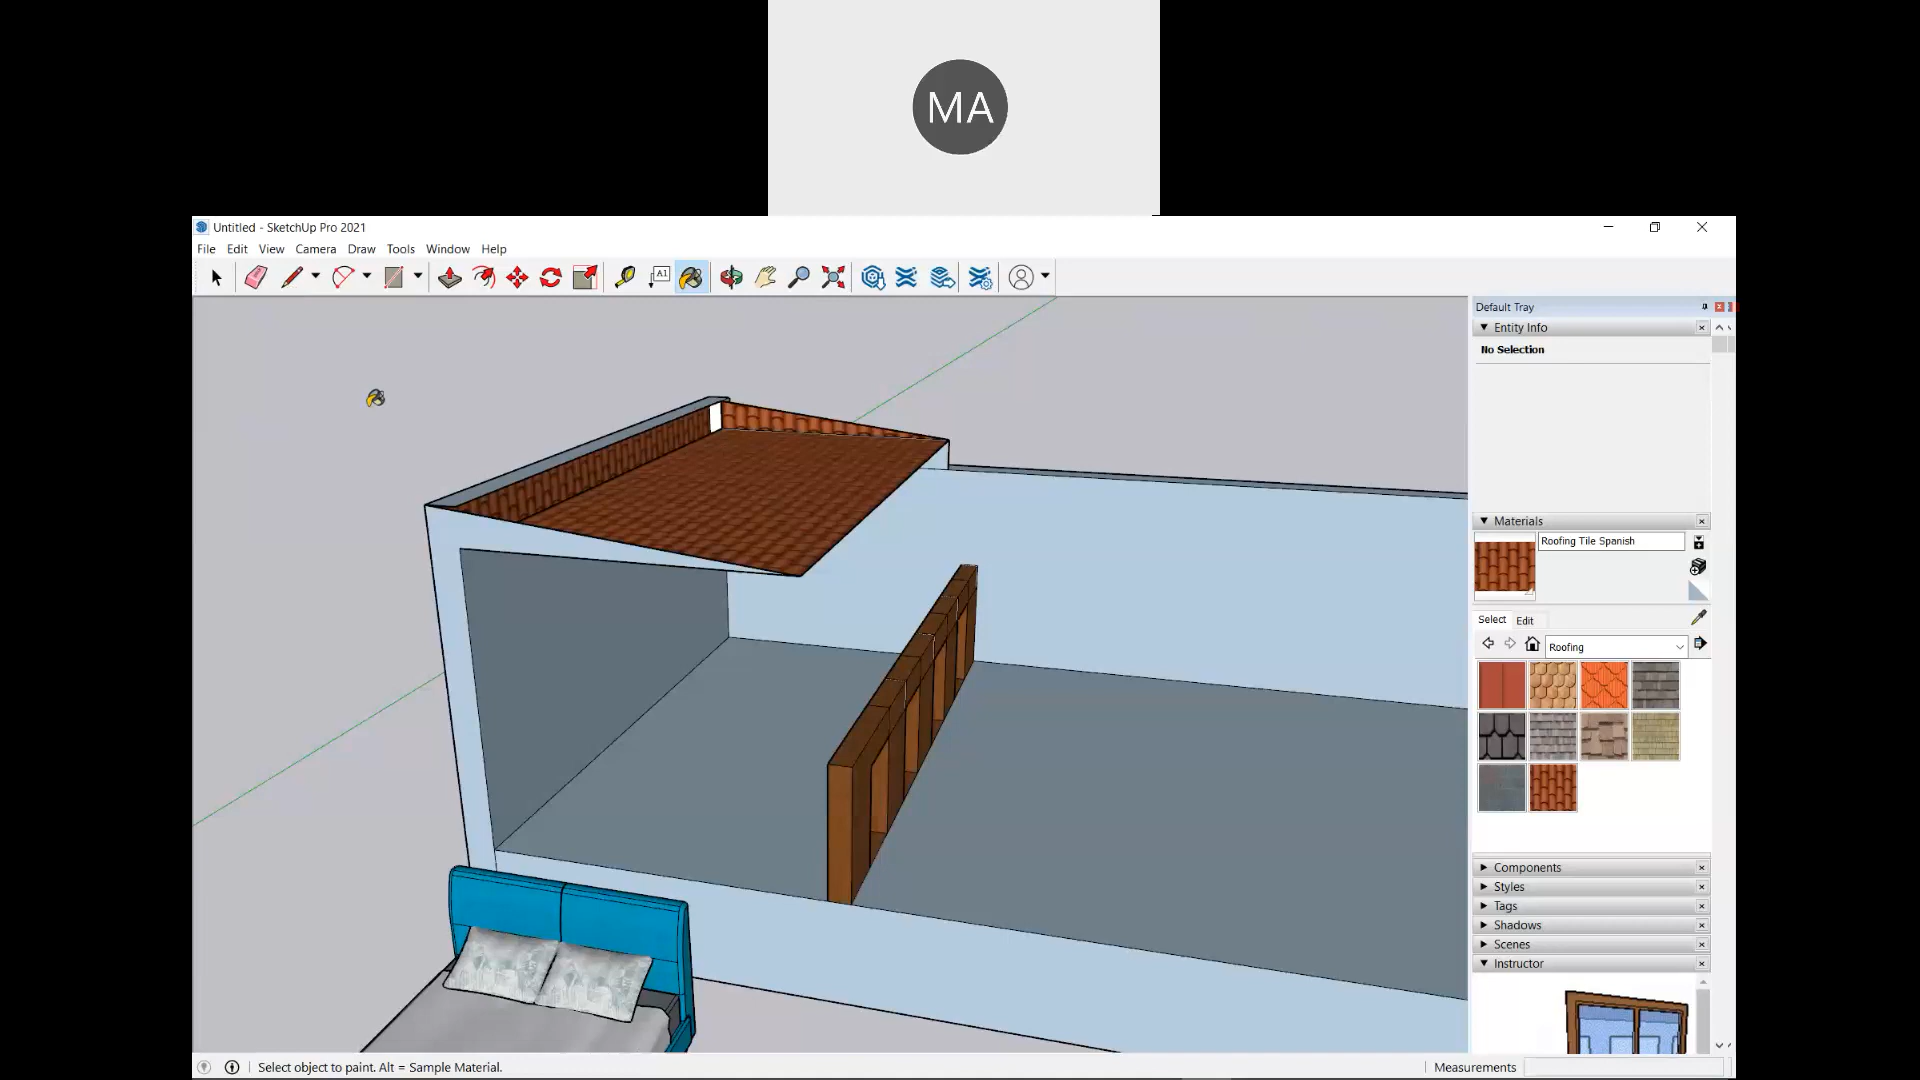 MA
Untitled - SketchUp Pro 2021
File Edit View Camera Draw Tools Window Help
A1
Default Tray
Entity Info
No Selection
Materials
Roofing Tile Spanish
Select Edit
Roofing
Components
Styles
Tags
Shadows
Scenes
Instructor
Select object to paint. Alt = Sample Material.
Measurements